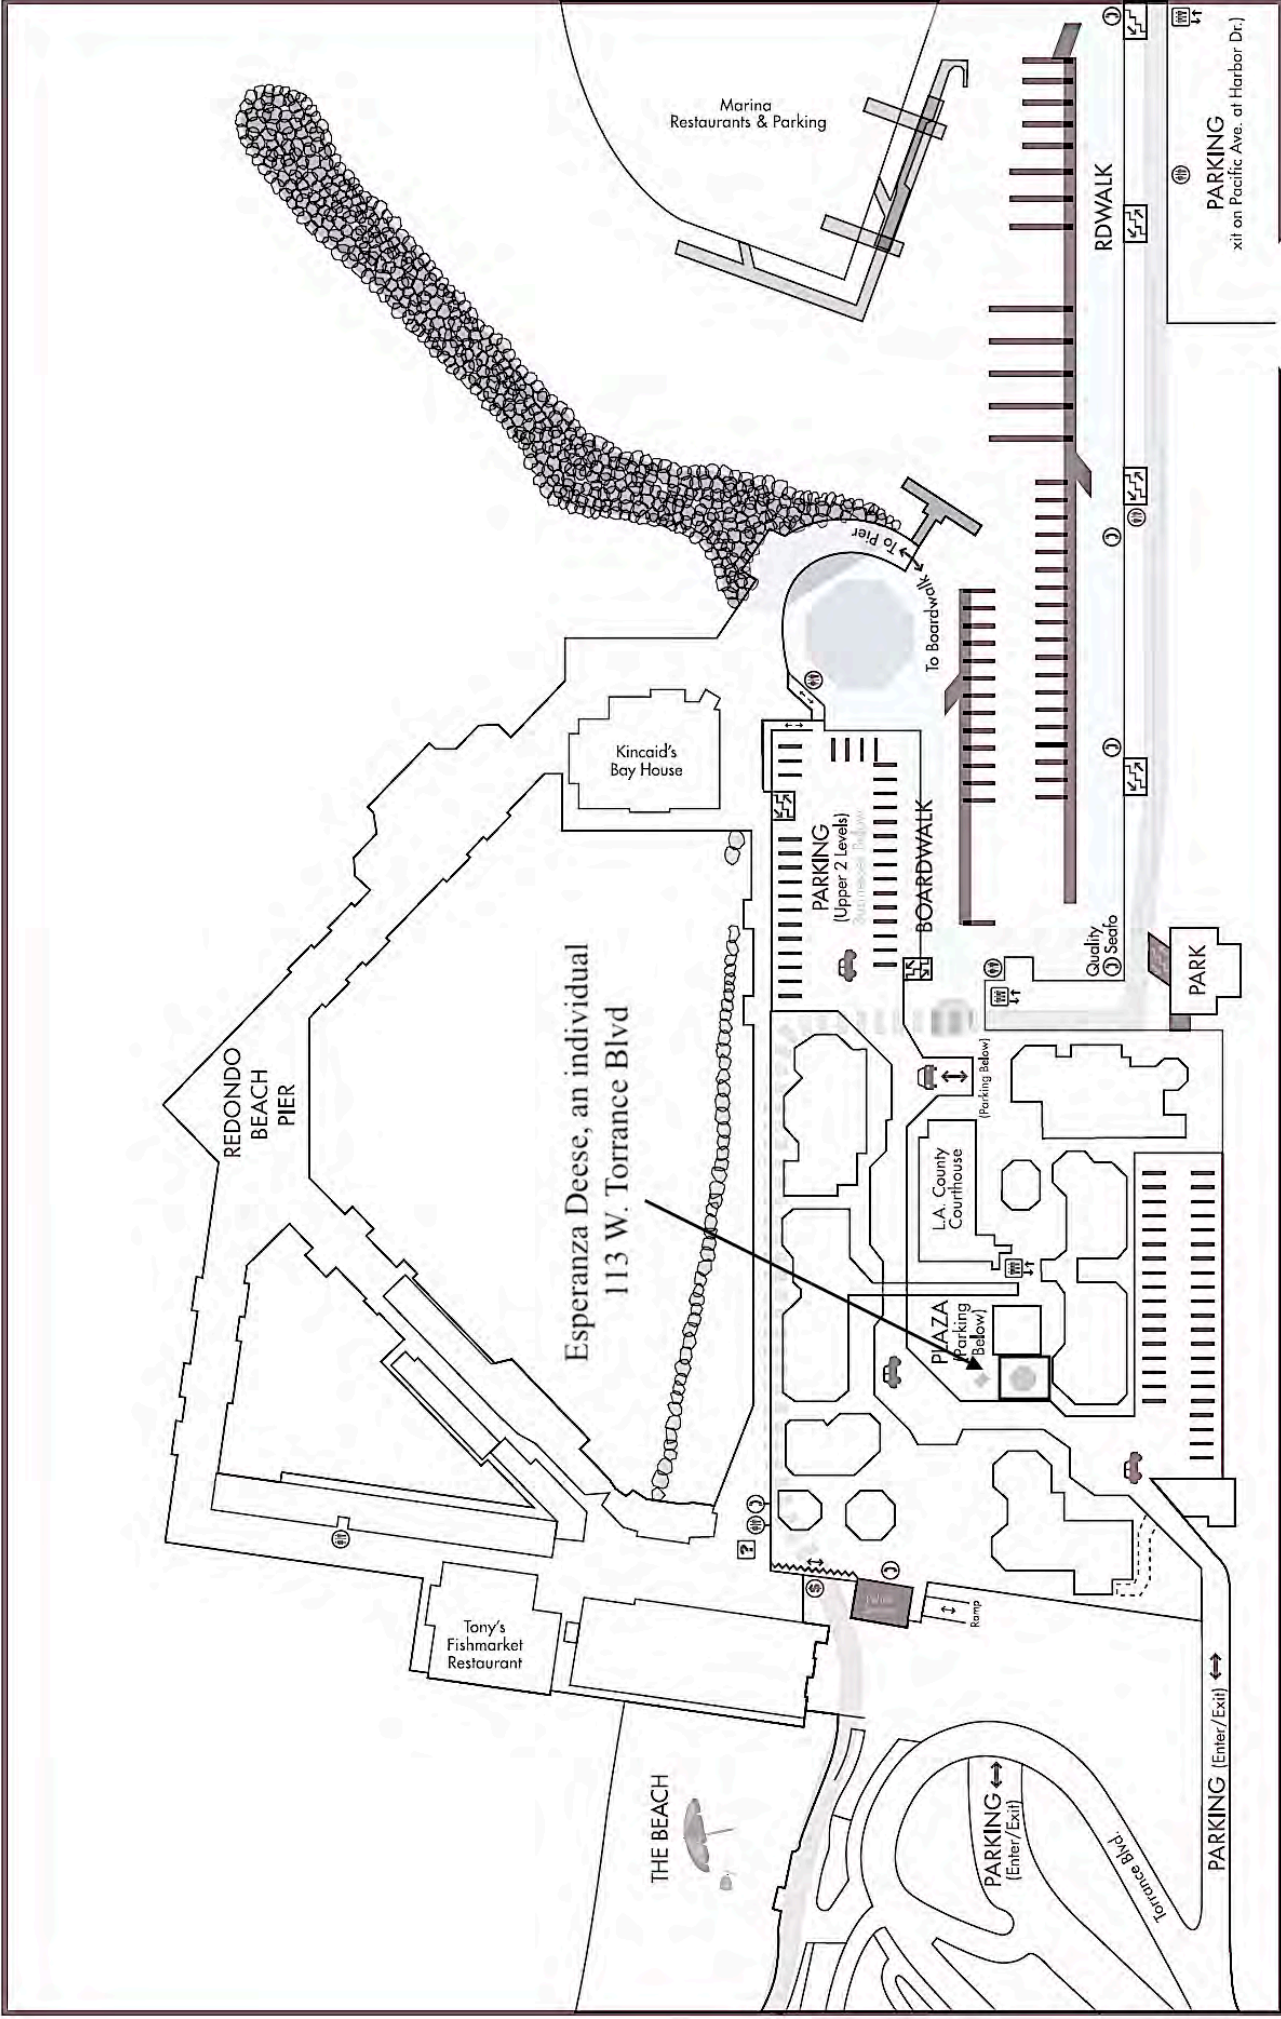 Marina
Restaurants & Parking
PARKING
xit on Pacific Ave. at Harbor Dr.)
RDWALK
To Pier
To Boardwalk
Kincaid's
Bay House
PARKING
(Upper 2 Levels)
Businesses Below
BOARDWALK
Quality
Seafo
PARK
REDONDO
BEACH
PIER
Esperanza Deese, an individual
113 W. Torrance Blvd
(Parking Below)
L.A. County
Courthouse
PLAZA
(Parking
Below)
?
$
Ramp
Tony's
Fishmarket
Restaurant
THE BEACH
PARKING
(Enter/Exit)
Torrance Blvd.
PARKING (Enter/Exit)